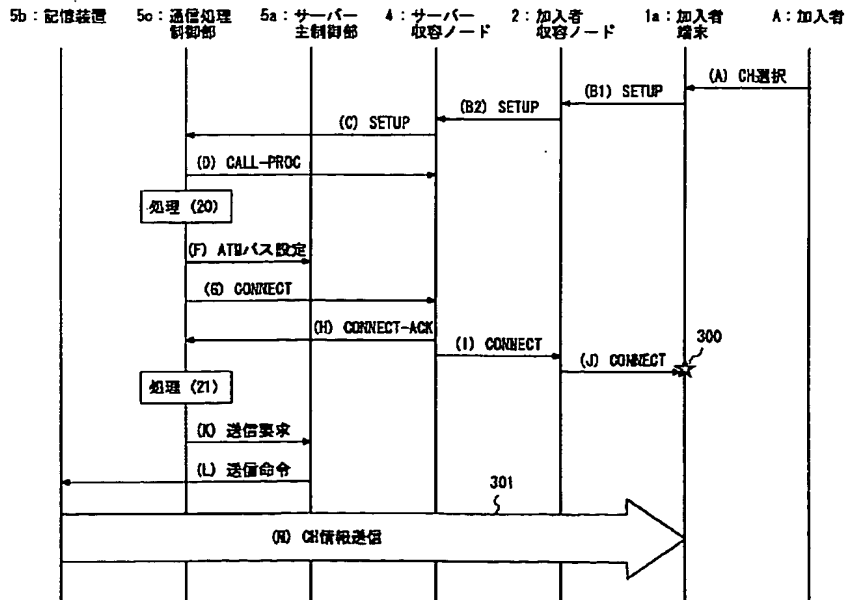 5b：記憶装置
5c：通信処理
制御部
5a：サーバー
主制御部
4：サーバー
収容ノード
2：加入者
収容ノード
1a：加入者
端末
A：加入者
(A) CH選択
(B1) SETUP
(B2) SETUP
(C) SETUP
(D) CALL-PROC
処理 (20)
(F) ATMパス設定
(G) CONNECT
(H) CONNECT-ACK
(I) CONNECT
(J) CONNECT
300
処理 (21)
(K) 送信要求
(L) 送信命令
301
(M) CH情報送信